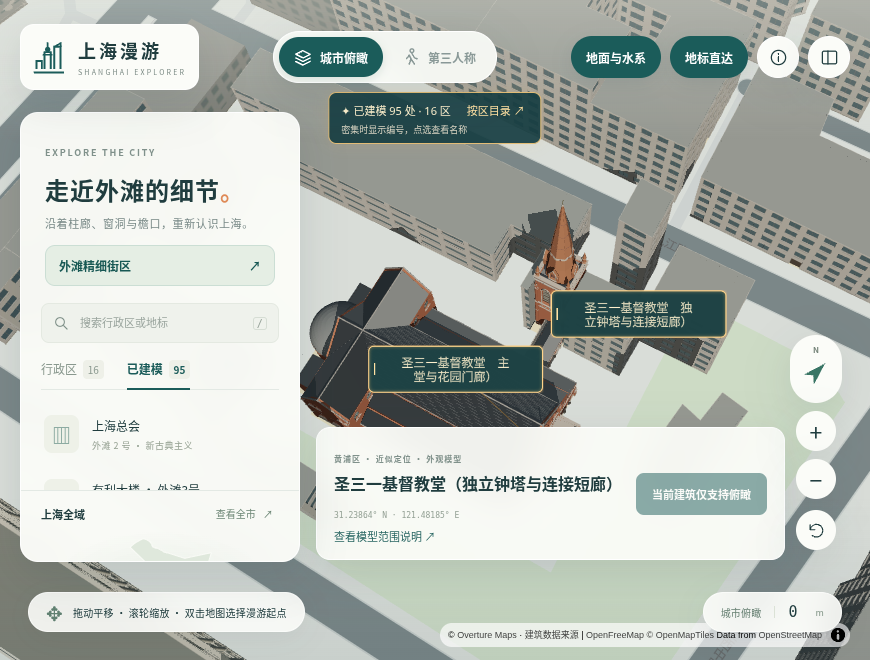 上海漫游
SHANGHAI EXPLORER
城市俯瞰
第三人称
地面与水系
地标直达
✦ 已建模 95 处 · 16 区 按区目录 ↗
密集时显示编号，点选查看名称
EXPLORE THE CITY
走近外滩的细节。
沿着柱廊、窗洞与檐口，重新认识上海。
外滩精细街区 ↗
搜索行政区或地标 /
行政区 16 已建模 95
上海总会
外滩 2 号 · 新古典主义
有利大楼 · 外滩3号
上海全域 查看全市 ↗
圣三一基督教堂 独
立钟塔与连接短廊）
圣三一基督教堂 主
堂与花园门廊）
黄浦区 · 近似定位 · 外观模型
圣三一基督教堂（独立钟塔与连接短廊）
31.23864° N · 121.48185° E
查看模型范围说明 ↗
当前建筑仅支持俯瞰
N
+
−
拖动平移 · 滚轮缩放 · 双击地图选择漫游起点
城市俯瞰 0 m
© Overture Maps · 建筑数据来源 | OpenFreeMap © OpenMapTiles Data from OpenStreetMap